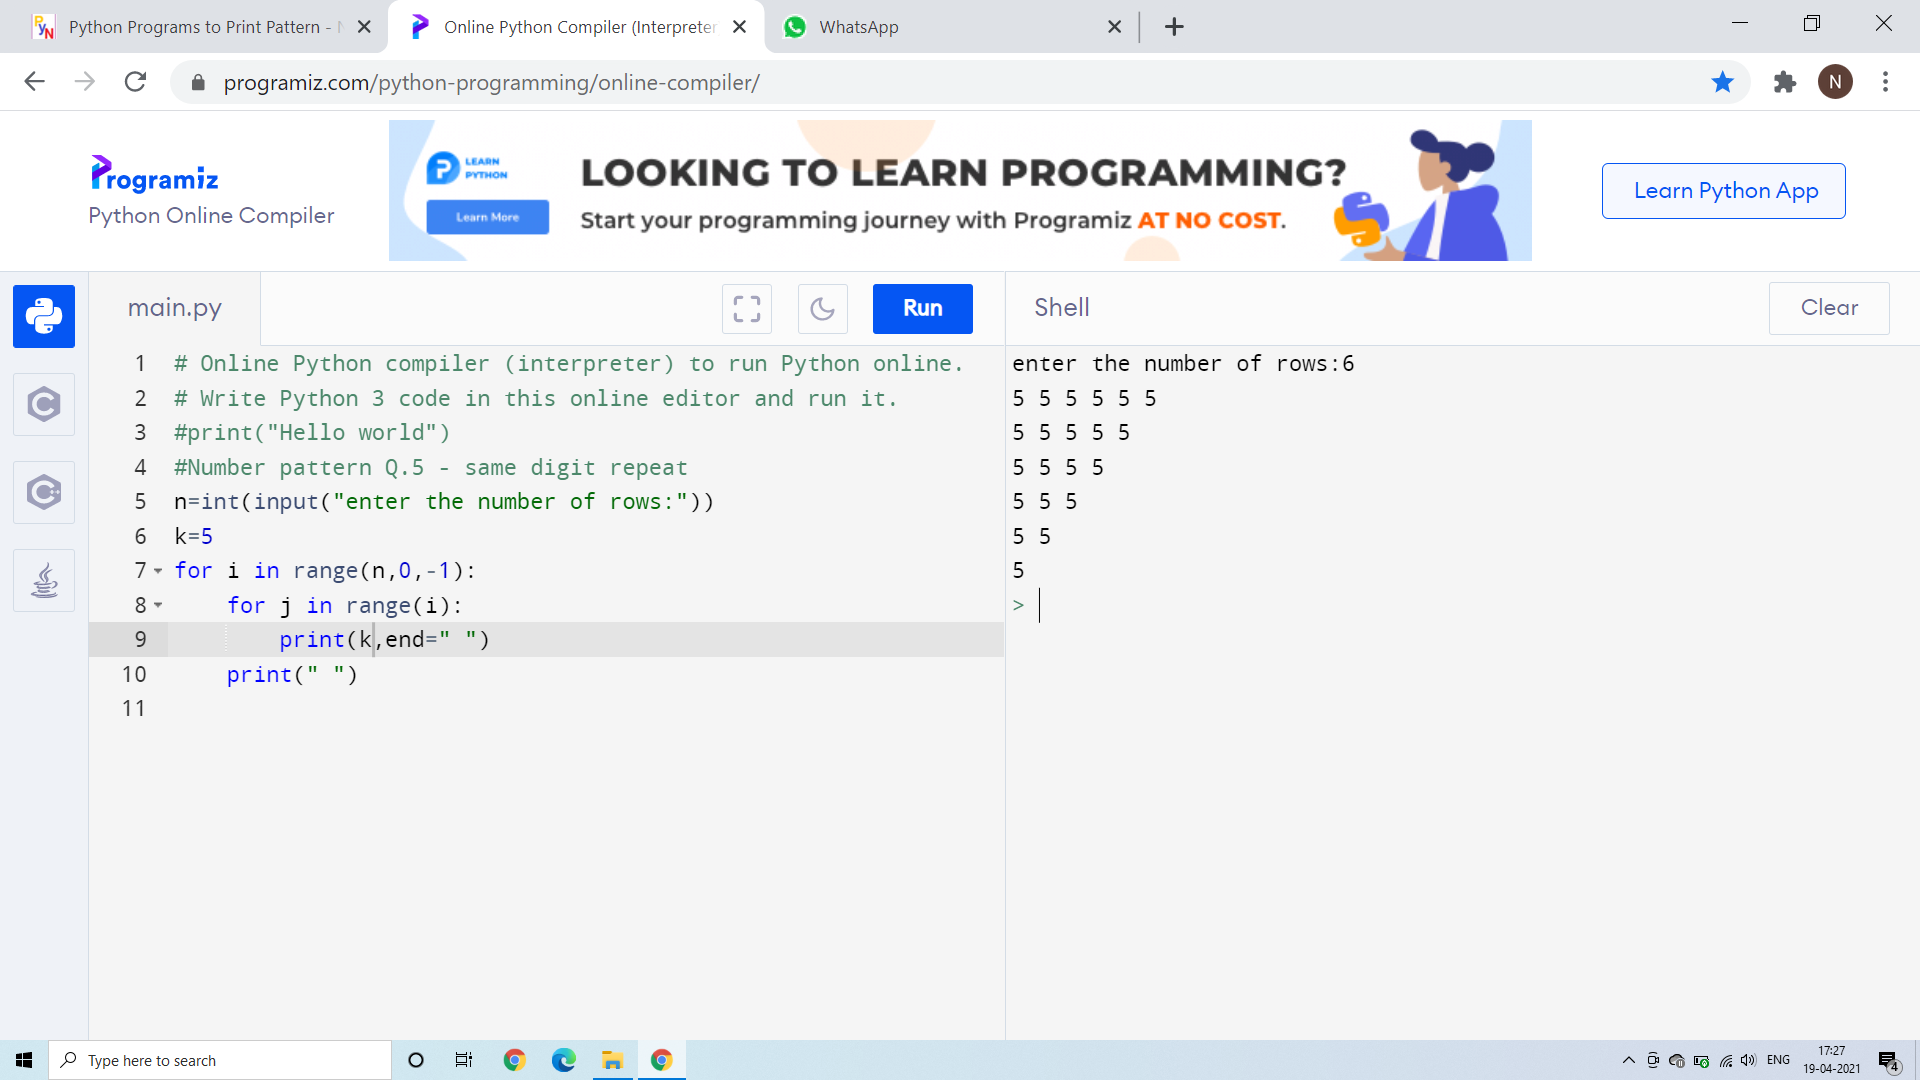 Python Programs to Print Pattern -
Online Python Compiler (Interpreter
WhatsApp
programiz.com/python-programming/online-compiler/
N
Programiz
Python Online Compiler
LEARN
PYTHON
Learn More
LOOKING TO LEARN PROGRAMMING?
Start your programming journey with Programiz AT NO COST.
Learn Python App
main.py
Run
Shell
Clear
1 # Online Python compiler (interpreter) to run Python online.
2 # Write Python 3 code in this online editor and run it.
3 #print("Hello world")
4 #Number pattern Q.5 - same digit repeat
5 n=int(input("enter the number of rows:"))
6 k=5
7 for i in range(n,0,-1):
8     for j in range(i):
9         print(k,end=" ")
10     print(" ")
11
enter the number of rows:6
5 5 5 5 5 5
5 5 5 5 5
5 5 5 5
5 5 5
5 5
5
>
Type here to search
ENG
17:27
19-04-2021
4